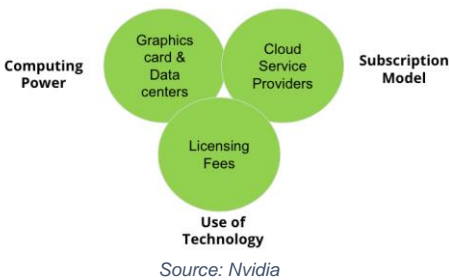 Computing
Power
Graphics
card &
Data
centers
Cloud
Service
Providers
Subscription
Model
Licensing
Fees
Use of
Technology
Source: Nvidia